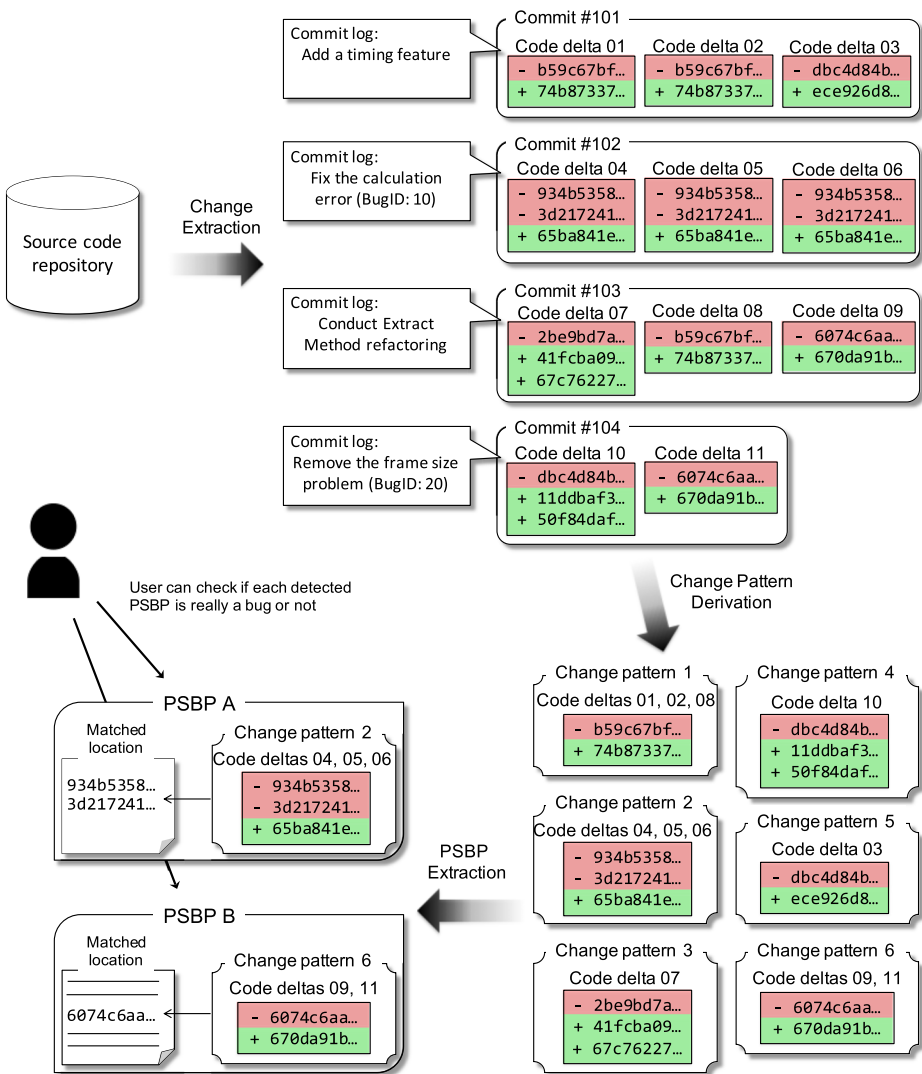 Source code
repository
Change
Extraction
Commit log:
Add a timing feature
Commit #101
Code delta 01
- b59c67bf…
+ 74b87337…
Code delta 02
- b59c67bf…
+ 74b87337…
Code delta 03
- dbc4d84b…
+ ece926d8…
Commit log:
Fix the calculation
error (BugID: 10)
Commit #102
Code delta 04
- 934b5358…
- 3d217241…
+ 65ba841e…
Code delta 05
- 934b5358…
- 3d217241…
+ 65ba841e…
Code delta 06
- 934b5358…
- 3d217241…
+ 65ba841e…
Commit log:
Conduct Extract
Method refactoring
Commit #103
Code delta 07
- 2be9bd7a…
+ 41fcba09…
+ 67c76227…
Code delta 08
- b59c67bf…
+ 74b87337…
Code delta 09
- 6074c6aa…
+ 670da91b…
Commit log:
Remove the frame size
problem (BugID: 20)
Commit #104
Code delta 10
- dbc4d84b…
+ 11ddbaf3…
+ 50f84daf…
Code delta 11
- 6074c6aa…
+ 670da91b…
Change Pattern
Derivation
Change pattern 1
Code deltas 01, 02, 08
- b59c67bf…
+ 74b87337…
Change pattern 4
Code delta 10
- dbc4d84b…
+ 11ddbaf3…
+ 50f84daf…
Change pattern 2
Code deltas 04, 05, 06
- 934b5358…
- 3d217241…
+ 65ba841e…
Change pattern 5
Code delta 03
- dbc4d84b…
+ ece926d8…
Change pattern 3
Code delta 07
- 2be9bd7a…
+ 41fcba09…
+ 67c76227…
Change pattern 6
Code deltas 09, 11
- 6074c6aa…
+ 670da91b…
PSBP
Extraction
User can check if each detected
PSBP is really a bug or not
PSBP A
Matched
location
934b5358…
3d217241…
Change pattern 2
Code deltas 04, 05, 06
- 934b5358…
- 3d217241…
+ 65ba841e…
PSBP B
Matched
location
6074c6aa…
Change pattern 6
Code deltas 09, 11
- 6074c6aa…
+ 670da91b…